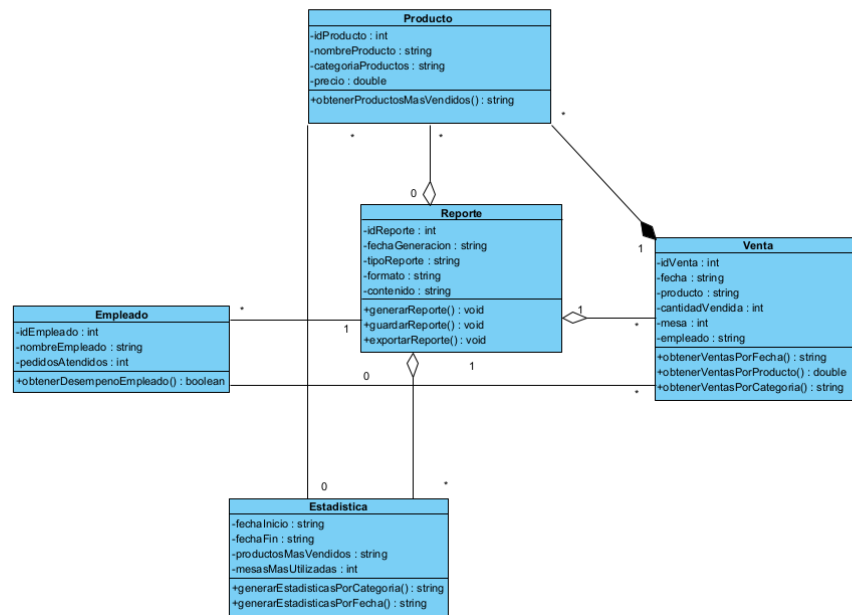 Producto
-idProducto : int
-nombreProducto : string
-categoriaProductos : string
-precio : double
+obtenerProductosMasVendidos() : string
*
*
*
0
Reporte
-idReporte : int
-fechaGeneracion : string
-tipoReporte : string
-formato : string
-contenido : string
+generarReporte() : void
+guardarReporte() : void
+exportarReporte() : void
1
Venta
-idVenta : int
-fecha : string
-producto : string
-cantidadVendida : int
-mesa : int
-empleado : string
+obtenerVentasPorFecha() : string
+obtenerVentasPorProducto() : double
+obtenerVentasPorCategoria() : string
Empleado
-idEmpleado : int
-nombreEmpleado : string
-pedidosAtendidos : int
+obtenerDesempenoEmpleado() : boolean
*
1
1
*
1
0
*
0
*
Estadistica
-fechaInicio : string
-fechaFin : string
-productosMasVendidos : string
-mesasMasUtilizadas : int
+generarEstadisticasPorCategoria() : string
+generarEstadisticasPorFecha() : string